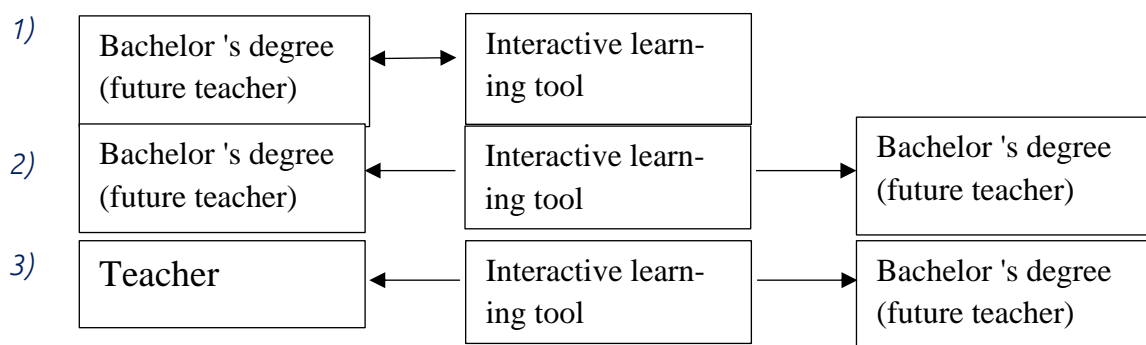 1)
Bachelor 's degree
(future teacher)
Interactive learn-
ing tool
2)
Bachelor 's degree
(future teacher)
Interactive learn-
ing tool
Bachelor 's degree
(future teacher)
3)
Teacher
Interactive learn-
ing tool
Bachelor 's degree
(future teacher)